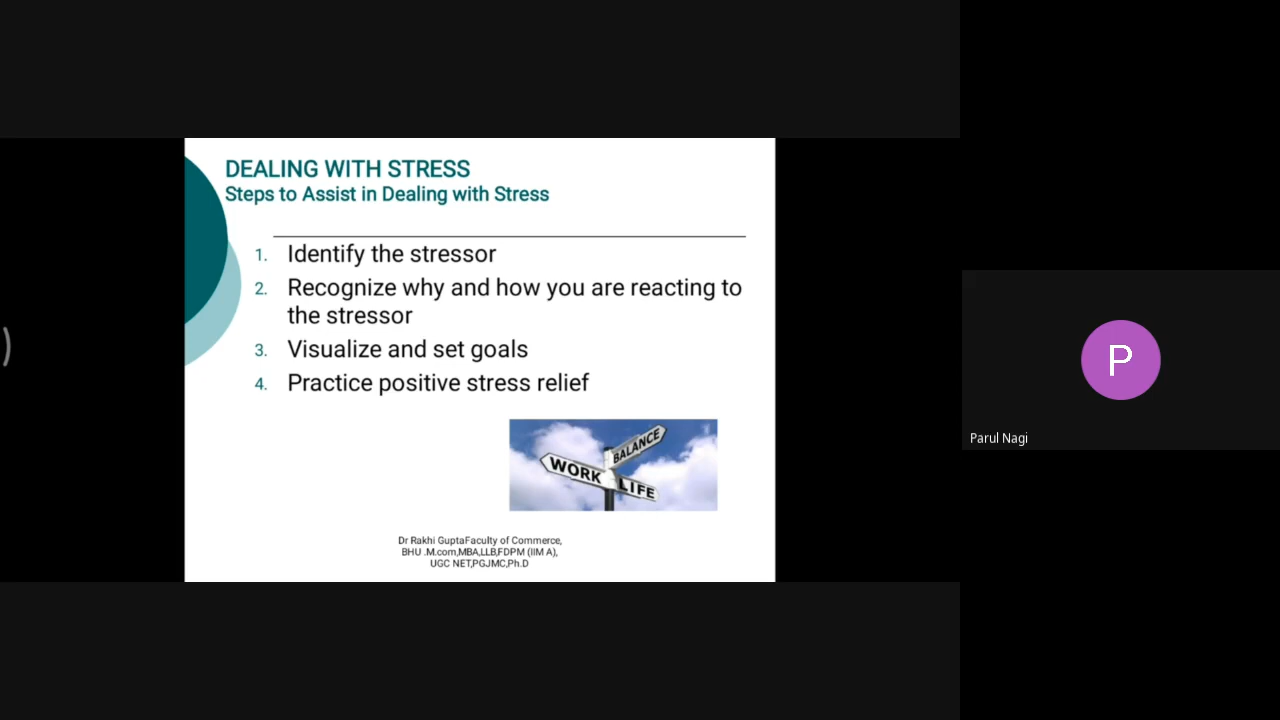 DEALING WITH STRESS
Steps to Assist in Dealing with Stress
1. Identify the stressor
2. Recognize why and how you are reacting to
the stressor
3. Visualize and set goals
4. Practice positive stress relief
BALANCE
WORK
LIFE
Dr Rakhi GuptaFaculty of Commerce,
BHU .M.com,MBA,LLB,FDPM (IIM A),
UGC NET,PGJMC,Ph.D
P
Parul Nagi